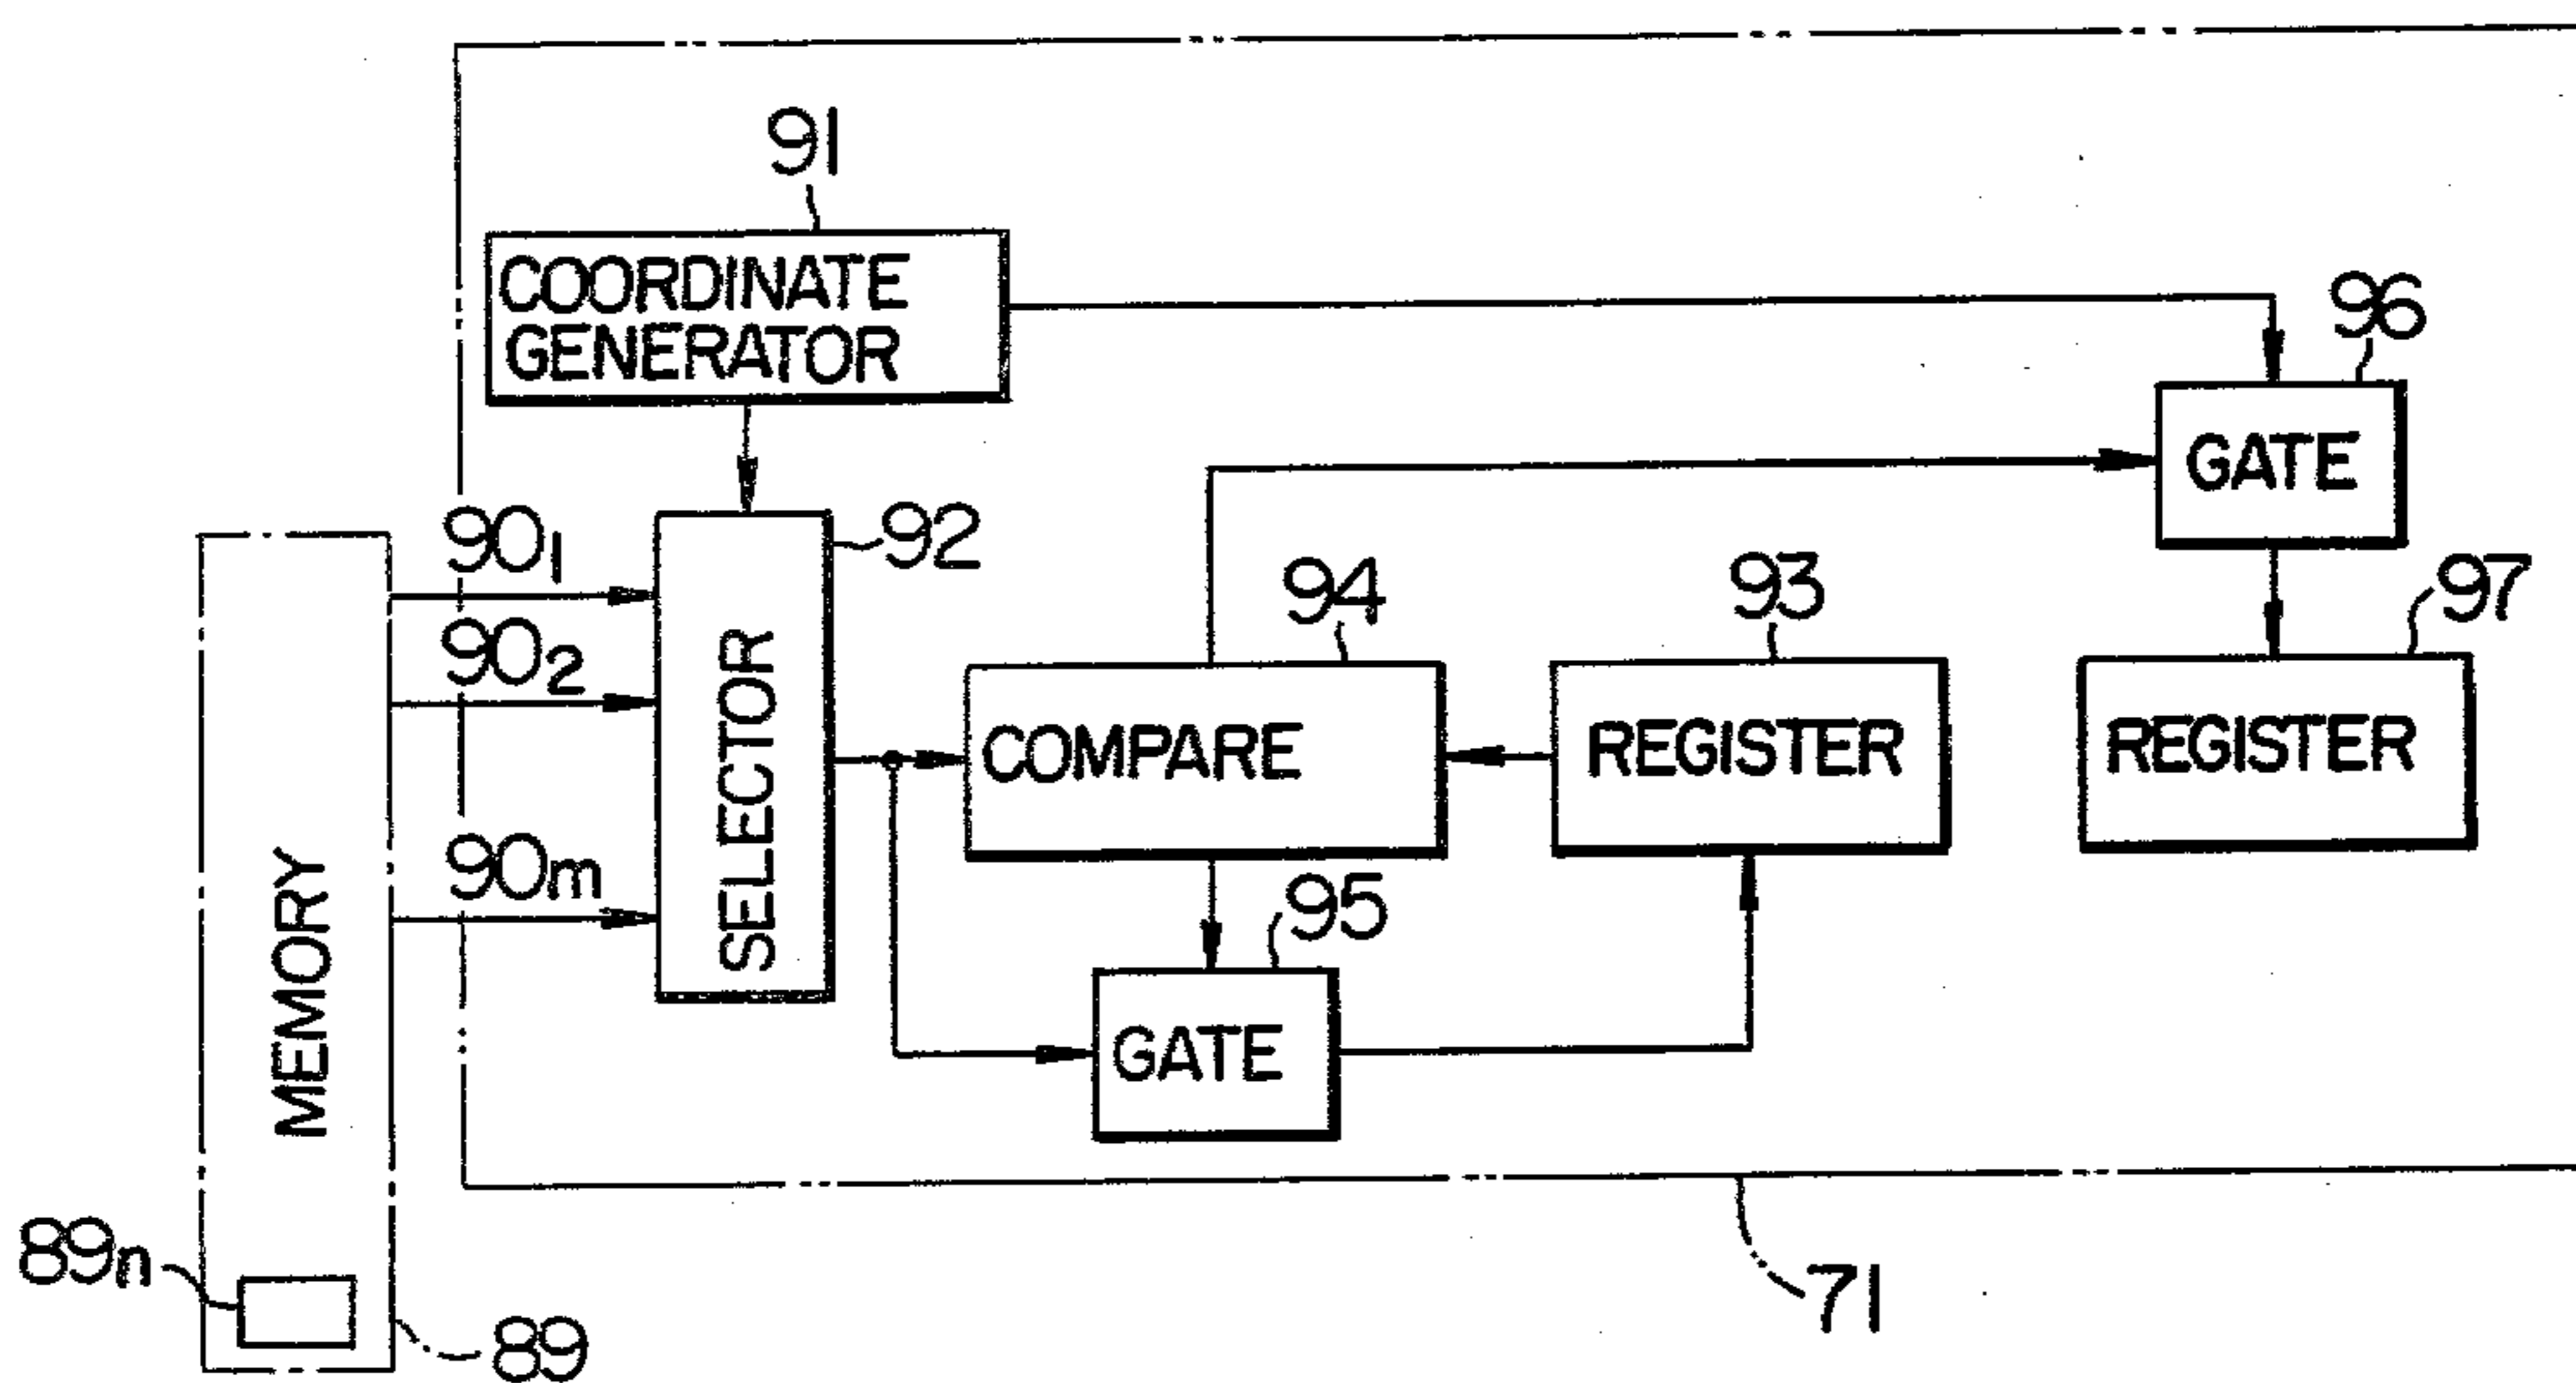 91
COORDINATE
GENERATOR
96
GATE
90₁
92
90₂
94
93
97
SELECTOR
COMPARE
REGISTER
REGISTER
90m
MEMORY
95
GATE
89n
89
71